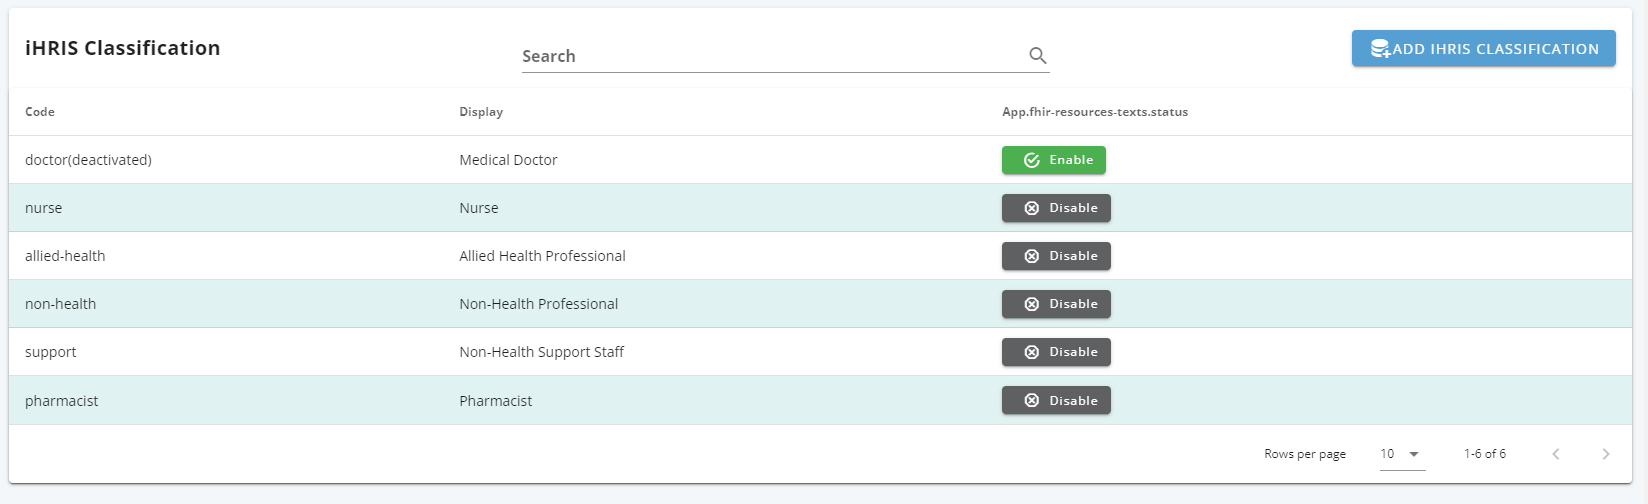 iHRIS Classification
Search
ADD IHRIS CLASSIFICATION
Code Display App.fhir-resources-texts.status
doctor(deactivated) Medical Doctor Enable
nurse Nurse Disable
allied-health Allied Health Professional Disable
non-health Non-Health Professional Disable
support Non-Health Support Staff Disable
pharmacist Pharmacist Disable
Rows per page 10 1-6 of 6